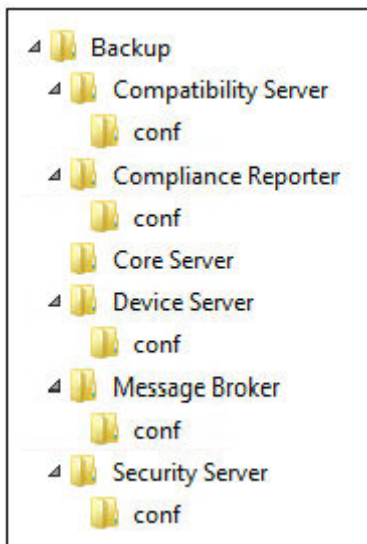 Backup
Compatibility Server
conf
Compliance Reporter
conf
Core Server
Device Server
conf
Message Broker
conf
Security Server
conf